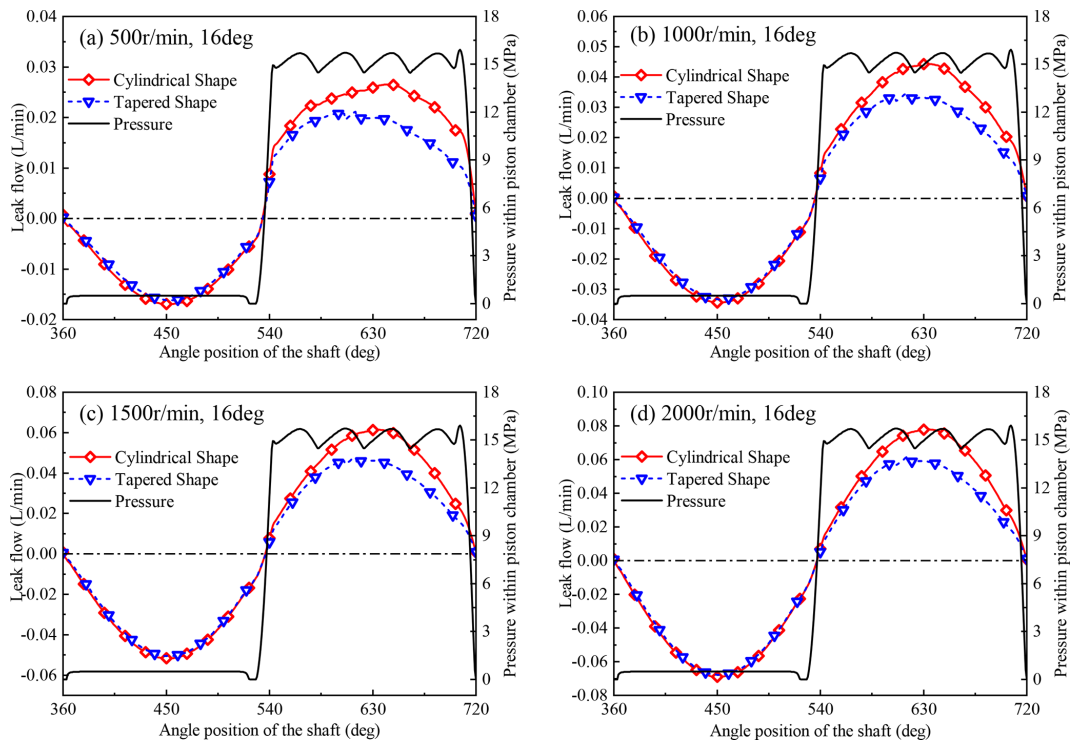 (a) 500r/min, 16deg
Cylindrical Shape
Tapered Shape
Pressure
Leak flow (L/min)
0.04
0.03
0.02
0.01
0.00
-0.01
-0.02
360 450 540 630 720
Angle position of the shaft (deg)
18
15
12
9
6
3
0
Pressure within piston chamber (MPa)
(b) 1000r/min, 16deg
Cylindrical Shape
Tapered Shape
Pressure
Leak flow (L/min)
0.06
0.05
0.04
0.03
0.02
0.01
0.00
-0.01
-0.02
-0.03
-0.04
360 450 540 630 720
Angle position of the shaft (deg)
18
15
12
9
6
3
0
Pressure within piston chamber (MPa)
(c) 1500r/min, 16deg
Cylindrical Shape
Tapered Shape
Pressure
Leak flow (L/min)
0.08
0.06
0.04
0.02
0.00
-0.02
-0.04
-0.06
360 450 540 630 720
Angle position of the shaft (deg)
18
15
12
9
6
3
0
Pressure within piston chamber (MPa)
(d) 2000r/min, 16deg
Cylindrical Shape
Tapered Shape
Pressure
Leak flow (L/min)
0.10
0.08
0.06
0.04
0.02
0.00
-0.02
-0.04
-0.06
-0.08
360 450 540 630 720
Angle position of the shaft (deg)
18
15
12
9
6
3
0
Pressure within piston chamber (MPa)